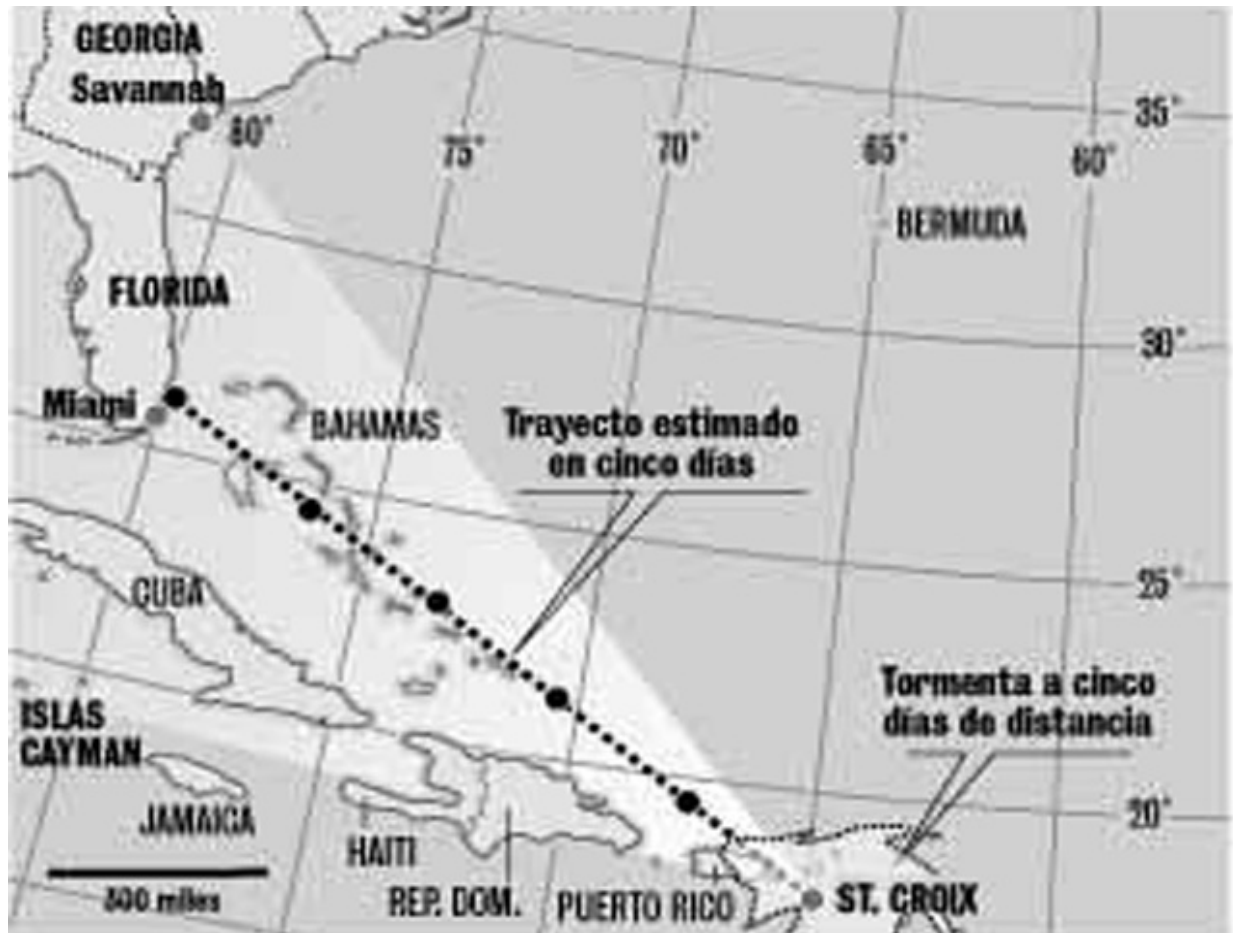 GEORGIA
Savannah
80°
75°
70°
65°
60°
35°
BERMUDA
FLORIDA
30°
Miami
BAHAMAS
Trayecto estimado
en cinco días
25°
CUBA
Tormenta a cinco
días de distancia
ISLAS
CAYMAN
20°
JAMAICA
HAITI
300 miles
REP. DOM.
PUERTO RICO
ST. CROIX